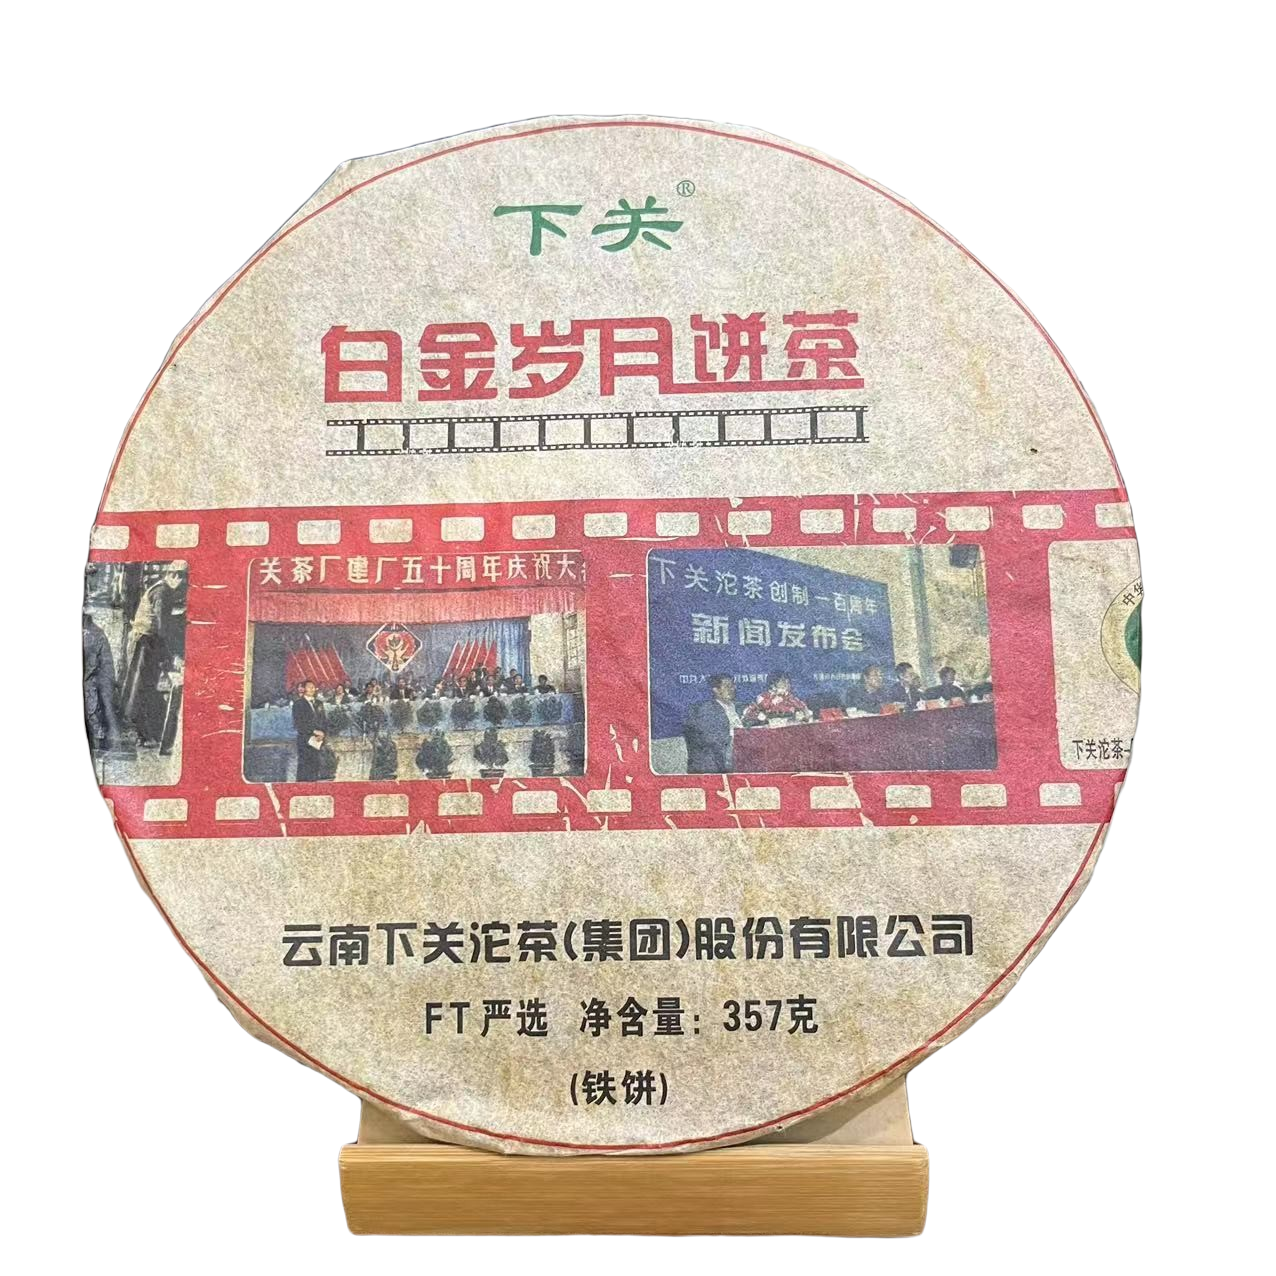 下关®
白金岁月饼茶
关茶厂建厂五十周年庆祝大
下关沱茶创制一百周年
新闻发布会
中华
下关沱茶
云南下关沱茶(集团)股份有限公司
FT严选 净含量: 357克
(铁饼)